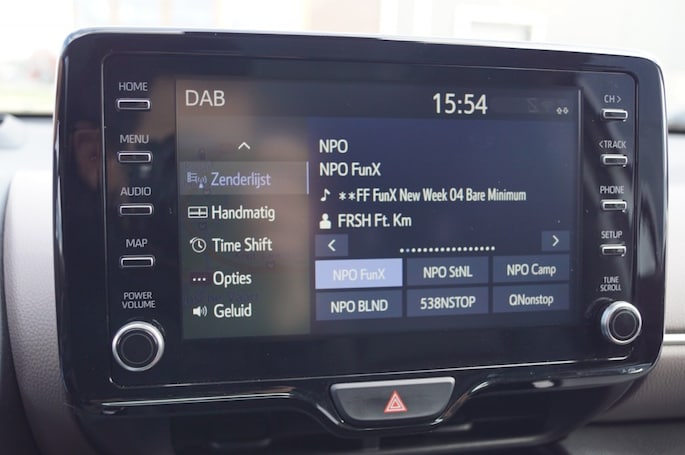 HOME
MENU
AUDIO
MAP
POWER
VOLUME
DAB
15:54
Zenderlijst
Handmatig
Time Shift
Opties
Geluid
NPO
NPO FunX
**FF FunX New Week 04 Bare Minimum
FRSH Ft. Km
NPO FunX
NPO StNL
NPO Camp
NPO BLND
538NSTOP
QNonstop
CH >
< TRACK
PHONE
SETUP
TUNE
SCROLL